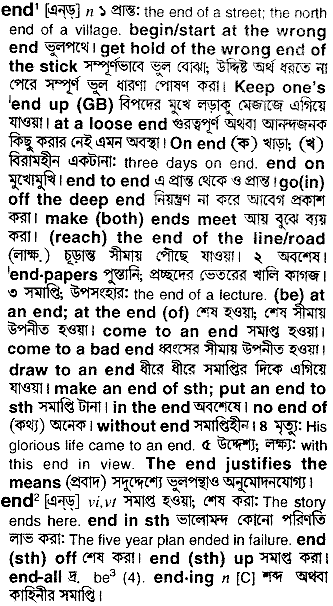 end¹ [এন্‌ড্] n ১ প্রান্ত: the end of a street; the north
end of a village. begin/start at the wrong
end ভুলপথে। get hold of the wrong end of
the stick সম্পূর্ণভাবে ভুল বোঝা; উদ্দিষ্ট অর্থ ধরতে না
পেরে সম্পূর্ণ ভুল ধারণা পোষণ করা। Keep one's
'end up (GB) বিপদের মুখে লড়াকু মেজাজে এগিয়ে
যাওয়া। at a loose end গুরত্বপূর্ণ অথবা আনন্দজনক
কিছু করার নেই এমন অবস্থা। On end (ক) খাড়া; (খ)
বিরামহীন একটানা: three days on end. end on
মুখোমুখি। end to end এ প্রান্ত থেকে ও প্রান্ত। go(in)
off the deep end নিয়ন্ত্রণ না করে আবেগ প্রকাশ
করা। make (both) ends meet আয় বুঝে ব্যয়
করা। (reach) the end of the line/road
(লাক্ষ.) চূড়ান্ত সীমায় পৌঁছে যাওয়া। ২ অবশেষ।
'end-papers পুস্তানি; প্রচ্ছদের ভেতরের খালি কাগজ।
৩ সমাপ্তি; উপসংহার: the end of a lecture. (be) at
an end; at the end (of) শেষ হওয়া; শেষ সীমায়
উপনীত হওয়া। come to an end সমাপ্ত হওয়া।
come to a bad end ধ্বংসের সীমায় উপনীত হওয়া।
draw to an end ধীরে ধীরে সমাপ্তির দিকে এগিয়ে
যাওয়া। make an end of sth; put an end to
sth সমাপ্তি টানা। in the end অবশেষে। no end of
(কথ্য) অনেক। without end সমাপ্তিহীন। ৪ মৃত্যু: His
glorious life came to an end. ৫ উদ্দেশ্য; লক্ষ্য: with
this end in view. The end justifies the
means (প্রবাদ) সদুদ্দেশ্যে ভুলপন্থাও অনুমোদনযোগ্য।
end² [এন্‌ড্] vi,vt সমাপ্ত হওয়া; শেষ করা: The story
ends here. end in sth ভালোমন্দ কোনো পরিণতি
লাভ করা: The five year plan ended in failure. end
(sth) off শেষ করা। end (sth) up সমাপ্ত করা।
end-all দ্র. be³ (4). end-ing n [C] শব্দ অথবা
কাহিনীর সমাপ্তি।